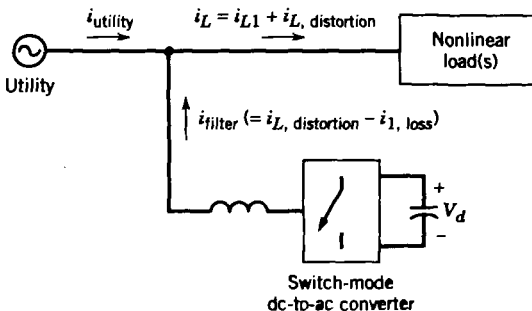 i_utility
i_L = i_L1 + i_L, distortion
Nonlinear
load(s)
Utility
i_filter (= i_L, distortion − i_1, loss)
+
V_d
−
Switch-mode
dc-to-ac converter